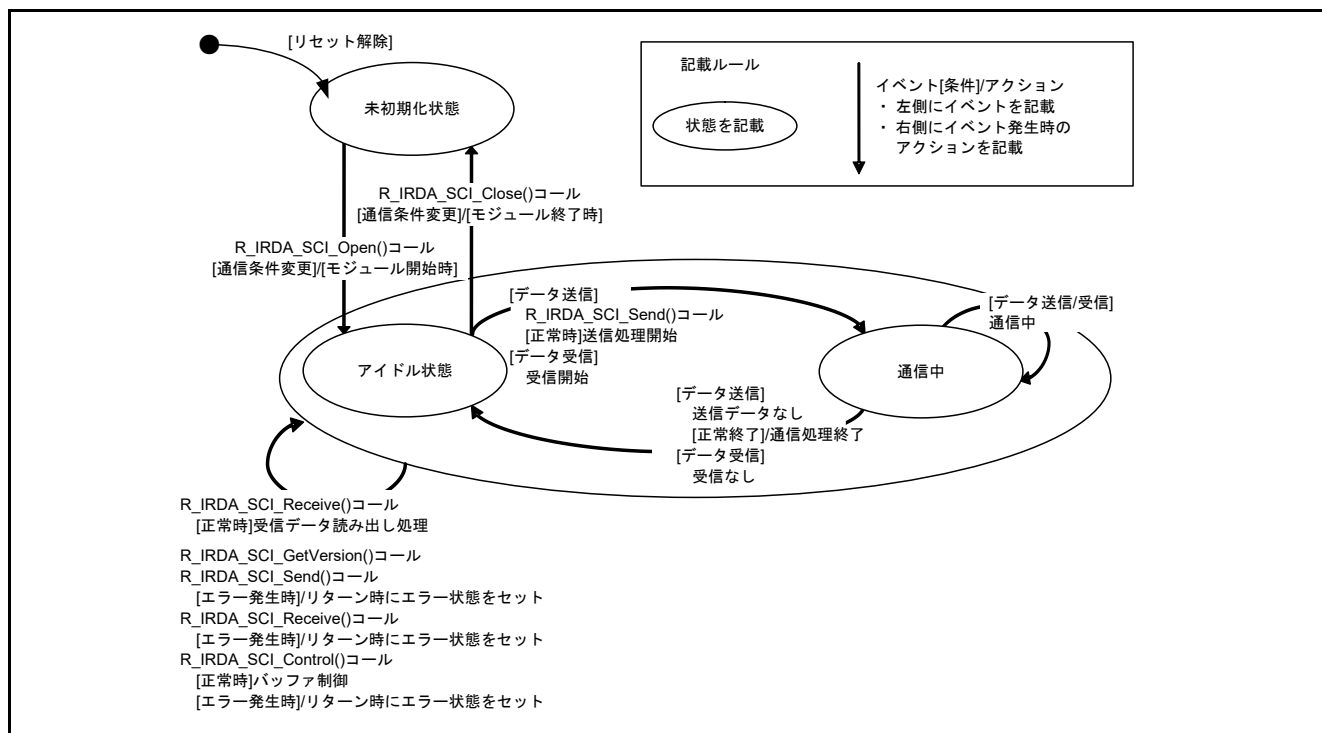 [リセット解除]
未初期化状態
記載ルール
状態を記載
イベント[条件]/アクション
・ 左側にイベントを記載
・ 右側にイベント発生時の
アクションを記載
R_IRDA_SCI_Close()コール
[通信条件変更]/[モジュール終了時]
R_IRDA_SCI_Open()コール
[通信条件変更]/[モジュール開始時]
[データ送信]
R_IRDA_SCI_Send()コール
[正常時]送信処理開始
[データ受信]
受信開始
[データ送信/受信]
通信中
アイドル状態
通信中
[データ送信]
送信データなし
[正常終了]/通信処理終了
[データ受信]
受信なし
R_IRDA_SCI_Receive()コール
[正常時]受信データ読み出し処理
R_IRDA_SCI_GetVersion()コール
R_IRDA_SCI_Send()コール
[エラー発生時]/リターン時にエラー状態をセット
R_IRDA_SCI_Receive()コール
[エラー発生時]/リターン時にエラー状態をセット
R_IRDA_SCI_Control()コール
[正常時]バッファ制御
[エラー発生時]/リターン時にエラー状態をセット